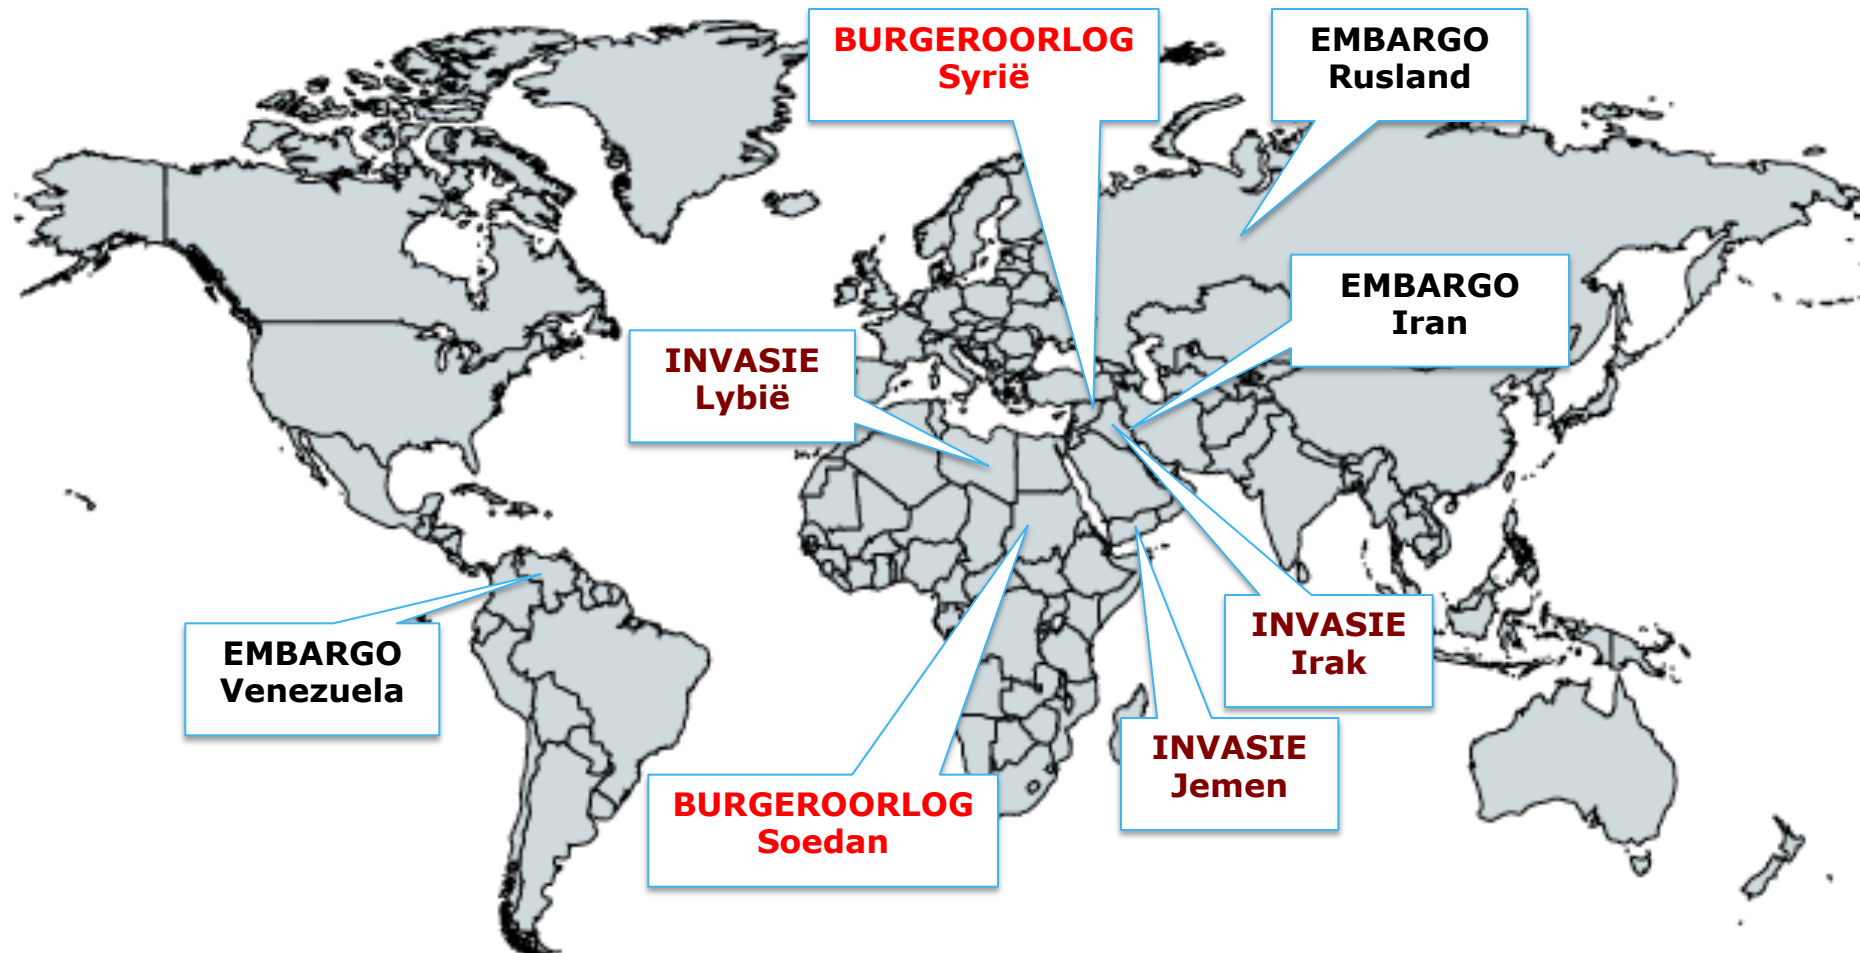 BURGEROORLOG
Syrië
EMBARGO
Rusland
EMBARGO
Iran
INVASIE
Lybië
EMBARGO
Venezuela
INVASIE
Irak
INVASIE
Jemen
BURGEROORLOG
Soedan